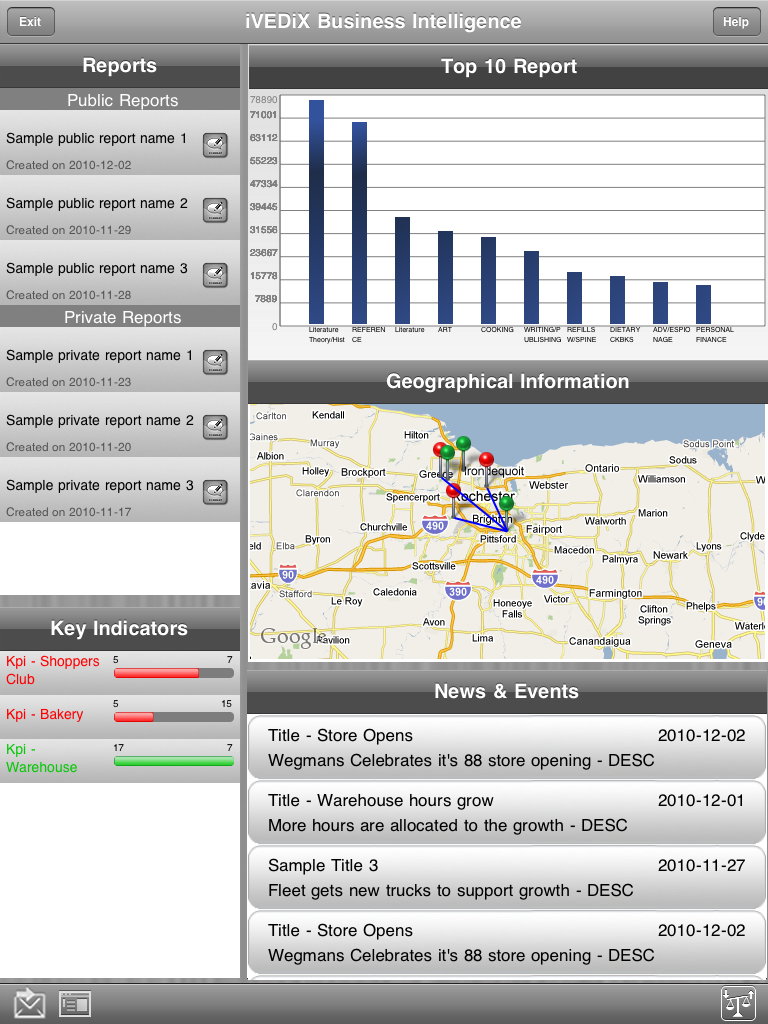 Exit
iVEDiX Business Intelligence
Help
Reports
Public Reports
Sample public report name 1
Created on 2010-12-02
Sample public report name 2
Created on 2010-11-29
Sample public report name 3
Created on 2010-11-28
Private Reports
Sample private report name 1
Created on 2010-11-23
Sample private report name 2
Created on 2010-11-20
Sample private report name 3
Created on 2010-11-17
Key Indicators
Kpi - Shoppers
Club
5 7
Kpi - Bakery
5 15
Kpi -
Warehouse
17 7
Top 10 Report
78890
71001
63112
55223
47334
39445
31556
23667
15778
7889
0
Literature
Theory/Hist
REFEREN
CE
Literature
ART
COOKING
WRITING/P
UBLISHING
REFILLS
W/SPINE
DIETARY
CKBKS
ADV/ESPIO
NAGE
PERSONAL
FINANCE
Geographical Information
Carlton
Kendall
Gaines
Murray
Hilton
Sodus Point
Albion
Sodus
Holley
Brockport
Greece
Irondequoit
Ontario
Williamson
Clarendon
Spencerport
Rochester
Webster
Marion
Churchville
490
Brighton
Fairport
Walworth
Clyde
Byron
Pittsford
eld
Elba
Bergen
Macedon
Palmyra
Newark
Lyons
90
Scottsville
490
avia
Stafford
Le Roy
Caledonia
390
Honeoye
Falls
Victor
Farmington
Clifton
Springs
Phelps
Avon
Waterl
Google
Pavilion
Lima
Canandaigua
Geneva
News & Events
Title - Store Opens 2010-12-02
Wegmans Celebrates it's 88 store opening - DESC
Title - Warehouse hours grow 2010-12-01
More hours are allocated to the growth - DESC
Sample Title 3 2010-11-27
Fleet gets new trucks to support growth - DESC
Title - Store Opens 2010-12-02
Wegmans Celebrates it's 88 store opening - DESC